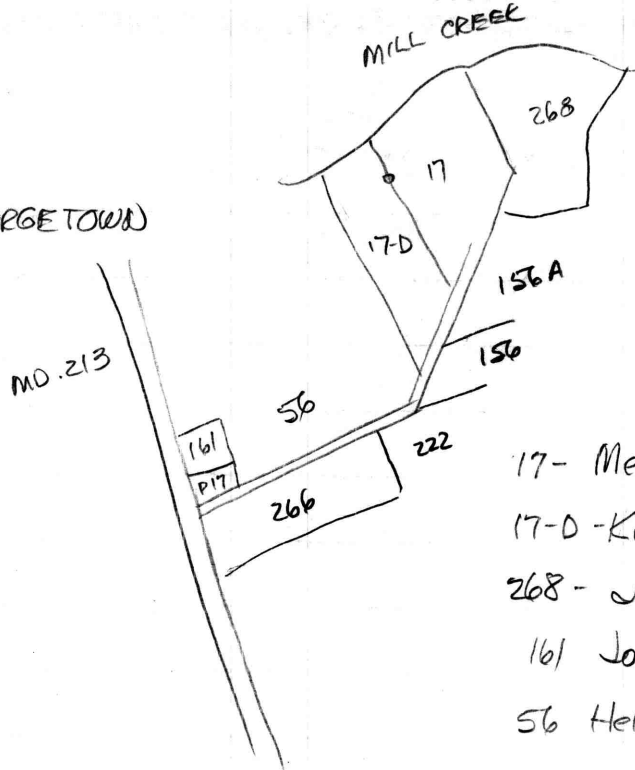 MILL CREEK
268
RGETOWN
17
17-D
156 A
MD. 213
156
56
161
222
P17
266
17- Me
17-D -K
268 -
161 Jo
56 He